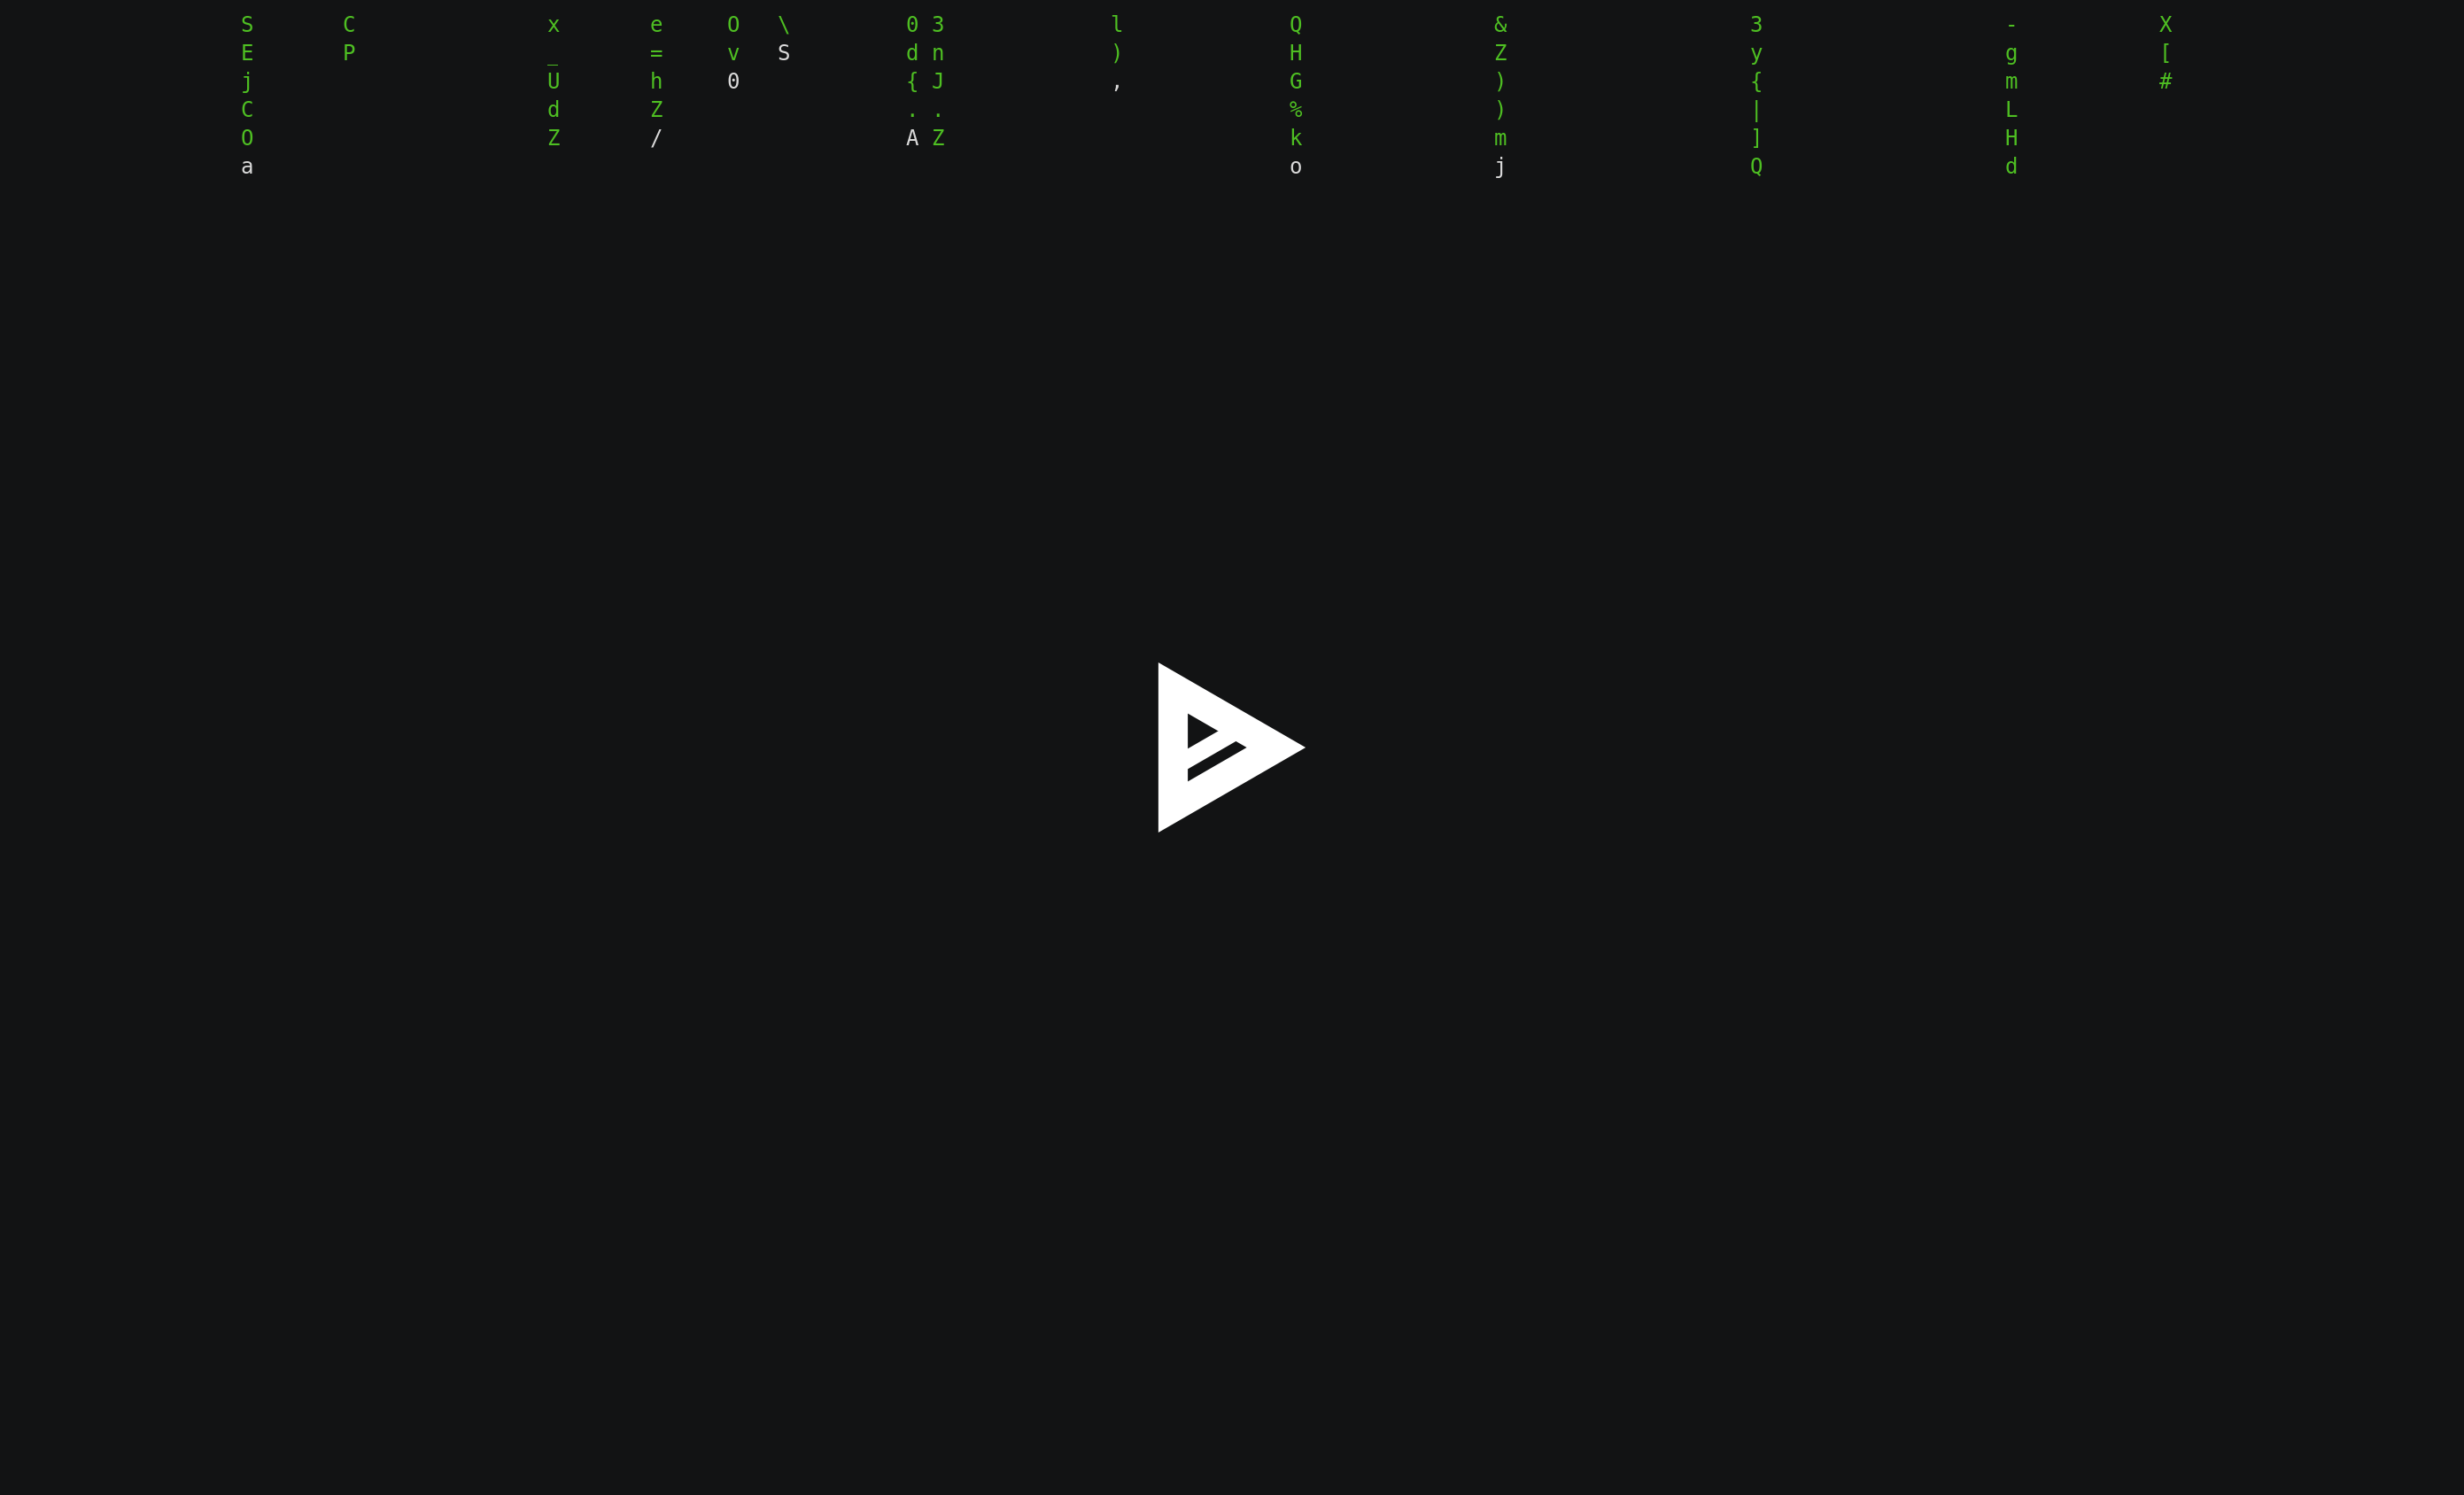 S C x e O \ 0 3 l Q & 3 - X
E P _ = v S d n ) H Z y g [
j U h 0 { J , G ) { m #
C d Z . . % ) | L
O Z / A Z k m ] H
a o j Q d